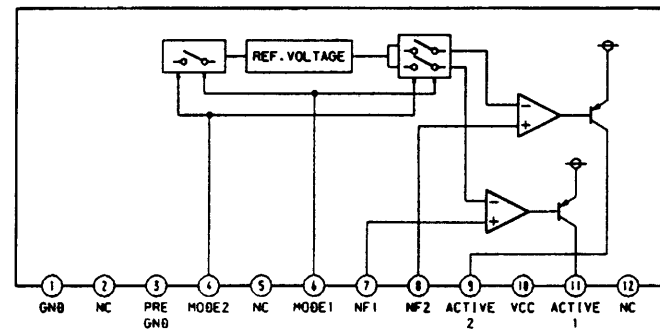 REF.VOLTAGE
− 
+
−
+
1 2 3 4 5 6 7 8 9 10 11 12
GND NC PRE GND MODE2 NC MODE1 NF1 NF2 ACTIVE 2 VCC ACTIVE 1 NC